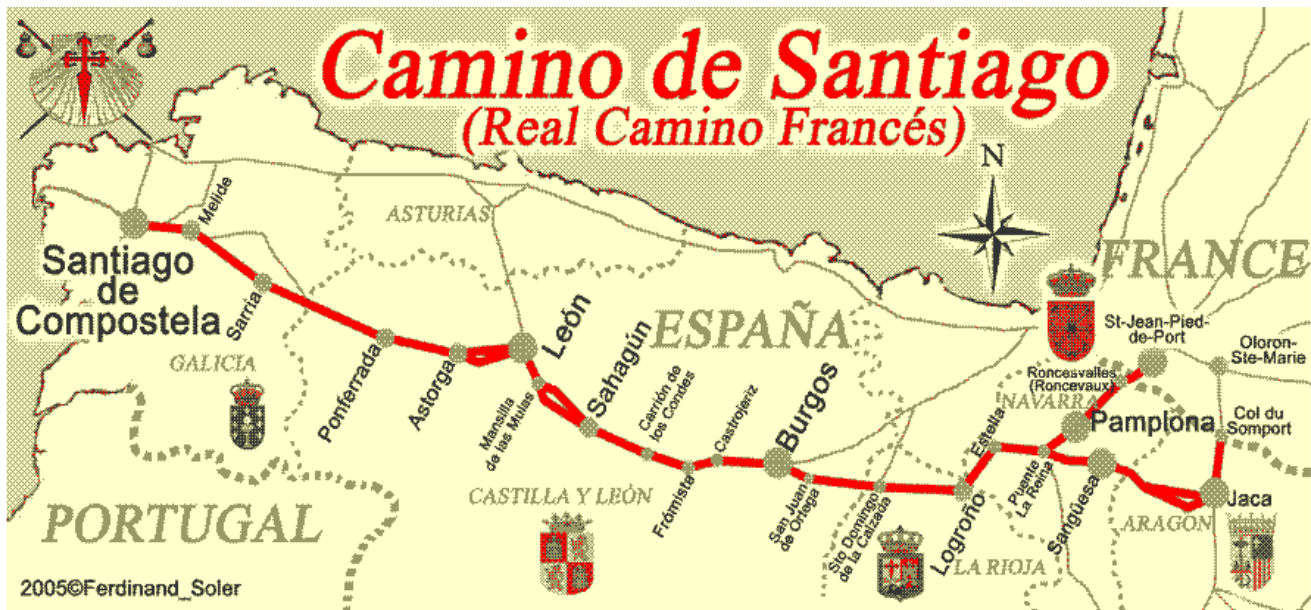 Camino de Santiago
(Real Camino Francés)
N
ASTURIAS
FRANCE
Melide
Santiago
de
Compostela
Sarria
GALICIA
Ponferrada
Astorga
León
Mansilla
de las Mulas
Sahagún
ESPAÑA
Carrión de
los Condes
Frómista
Castrojeriz
Burgos
San Juan
de Ortega
Sto Domingo
de la Calzada
Logroño
Estella
Puente
La Reina
St-Jean-Pied-
de-Port
Oloron-
Ste-Marie
Roncesvalles
(Roncevaux)
NAVARRA
Pamplona
Col du
Somport
Sangüesa
Jaca
ARAGON
LA RIOJA
CASTILLA Y LEÓN
PORTUGAL
2005©Ferdinand_Soler